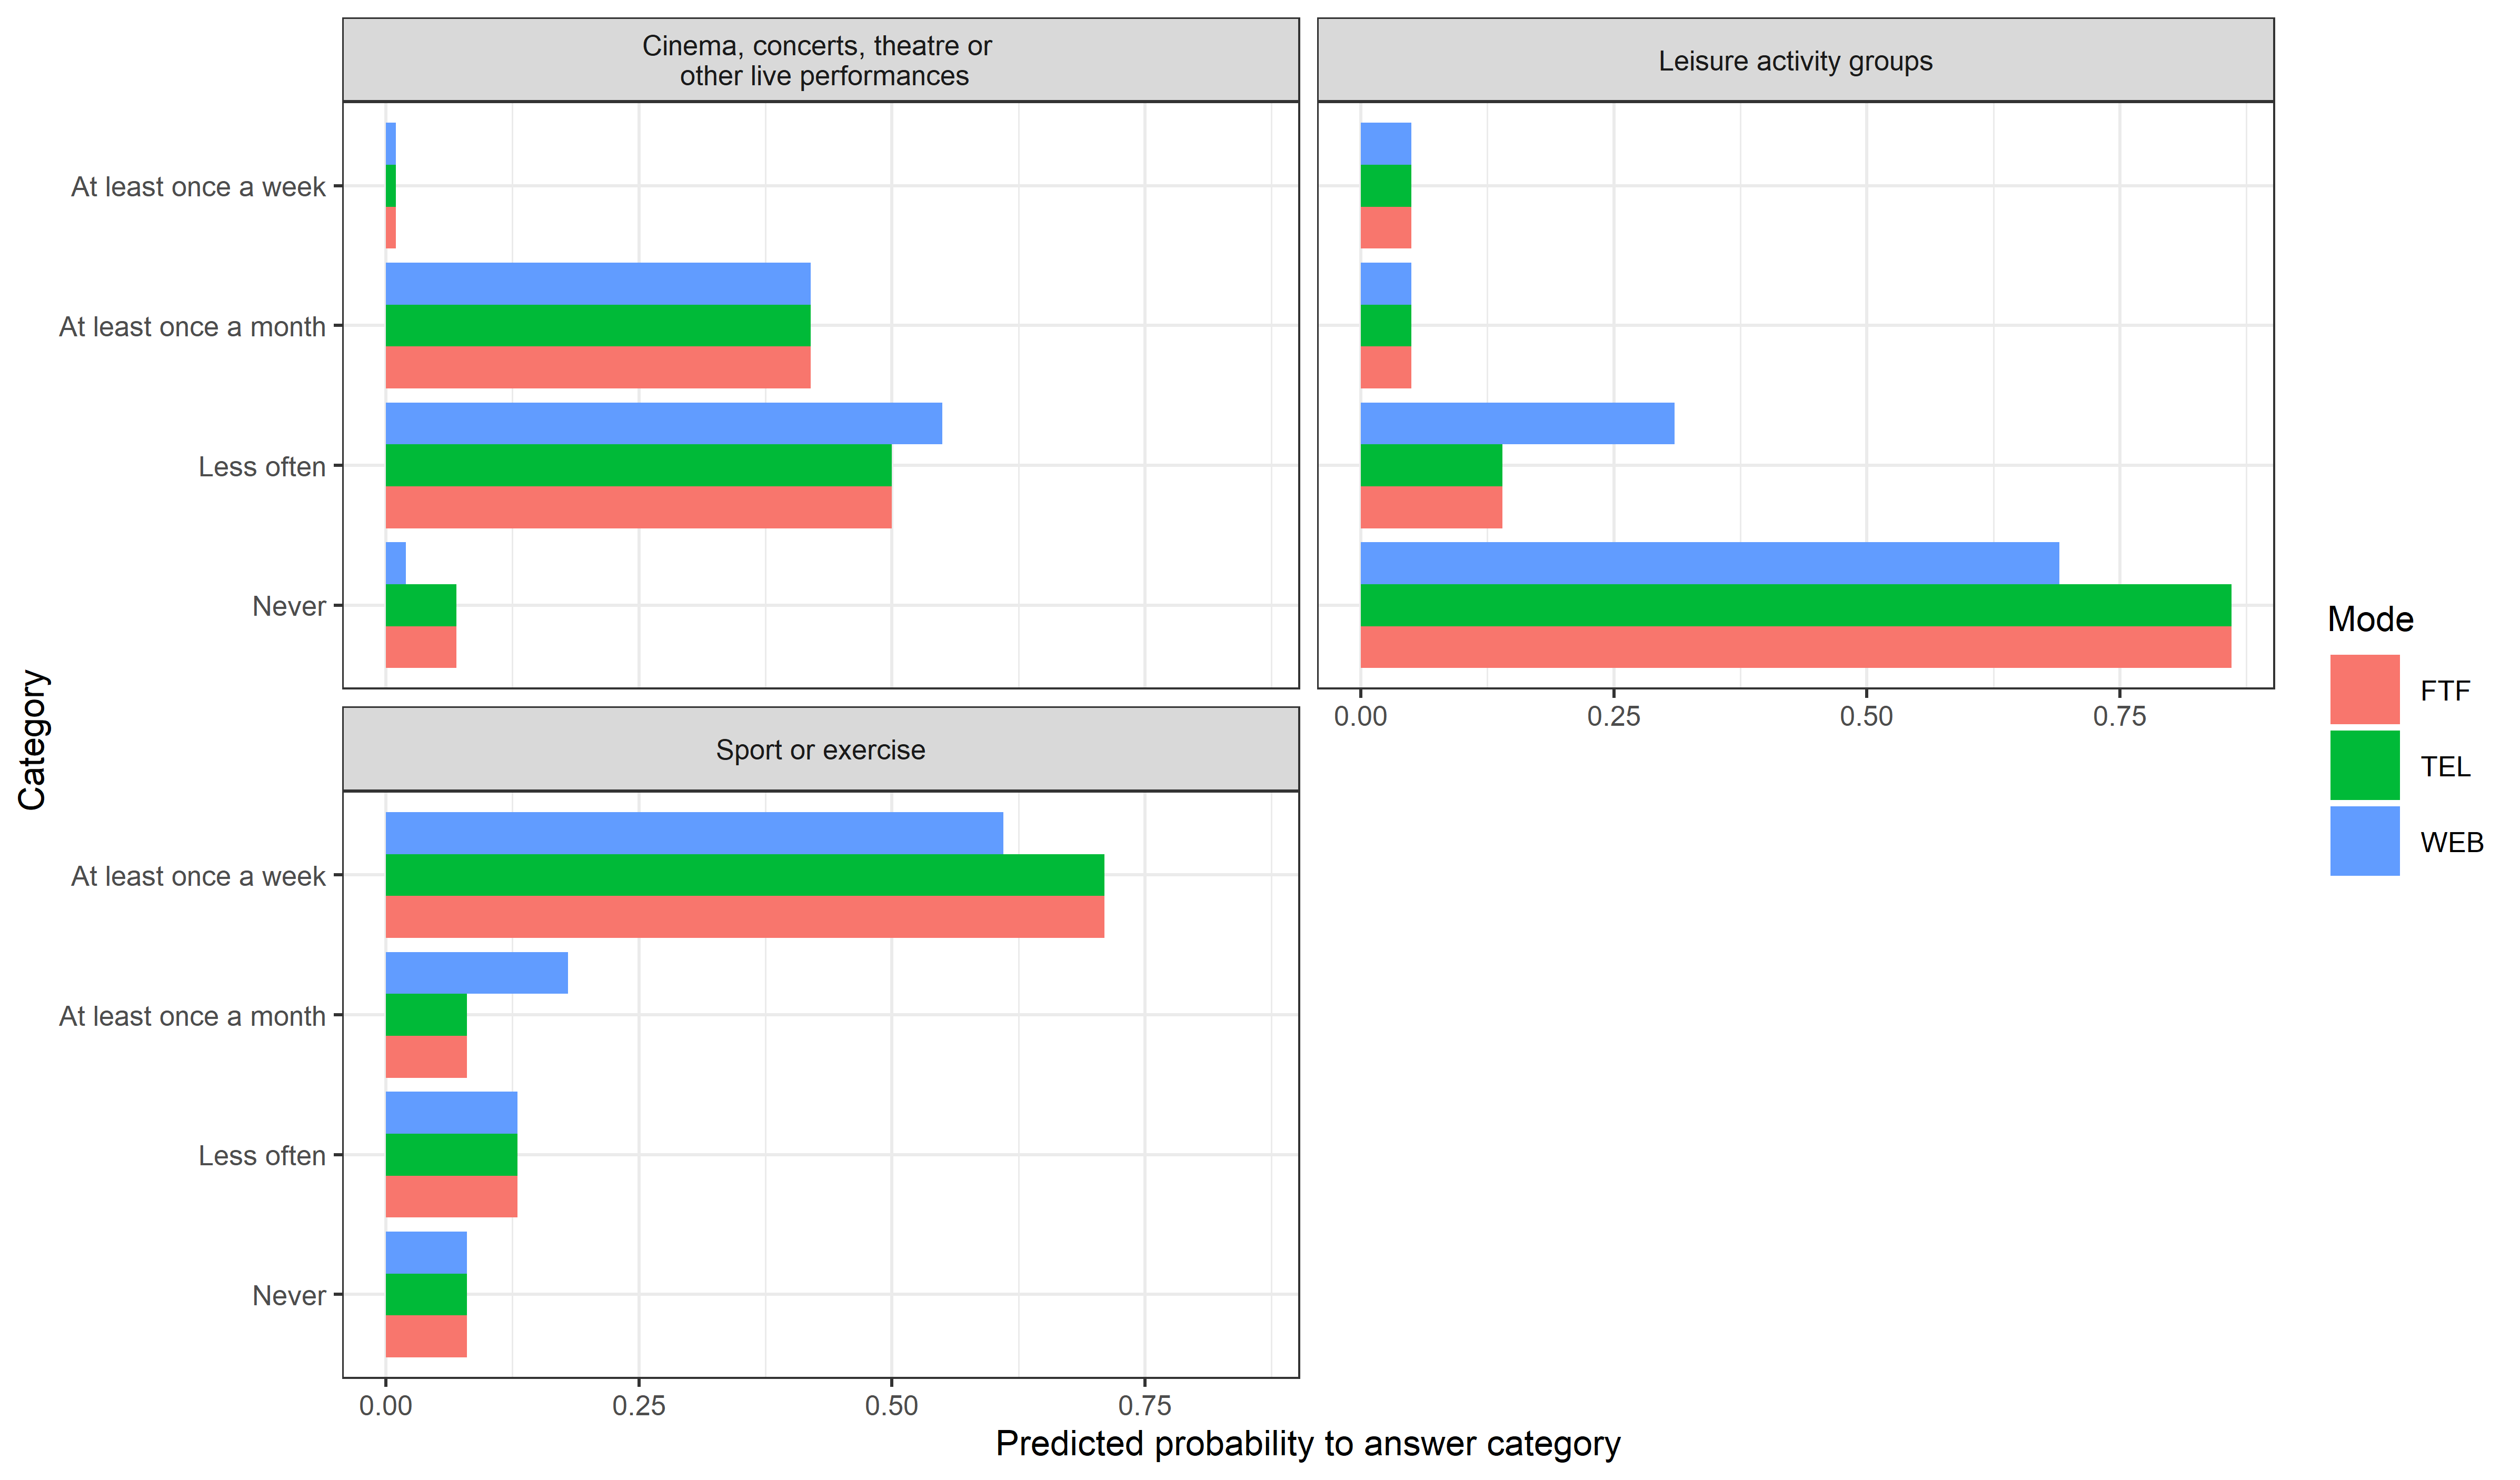 Cinema, concerts, theatre or
other live performances
Leisure activity groups
At least once a week
At least once a month
Less often
Never
0.00 0.25 0.50 0.75
Sport or exercise
At least once a week
At least once a month
Less often
Never
0.00 0.25 0.50 0.75
Predicted probability to answer category
Category
Mode
FTF
TEL
WEB